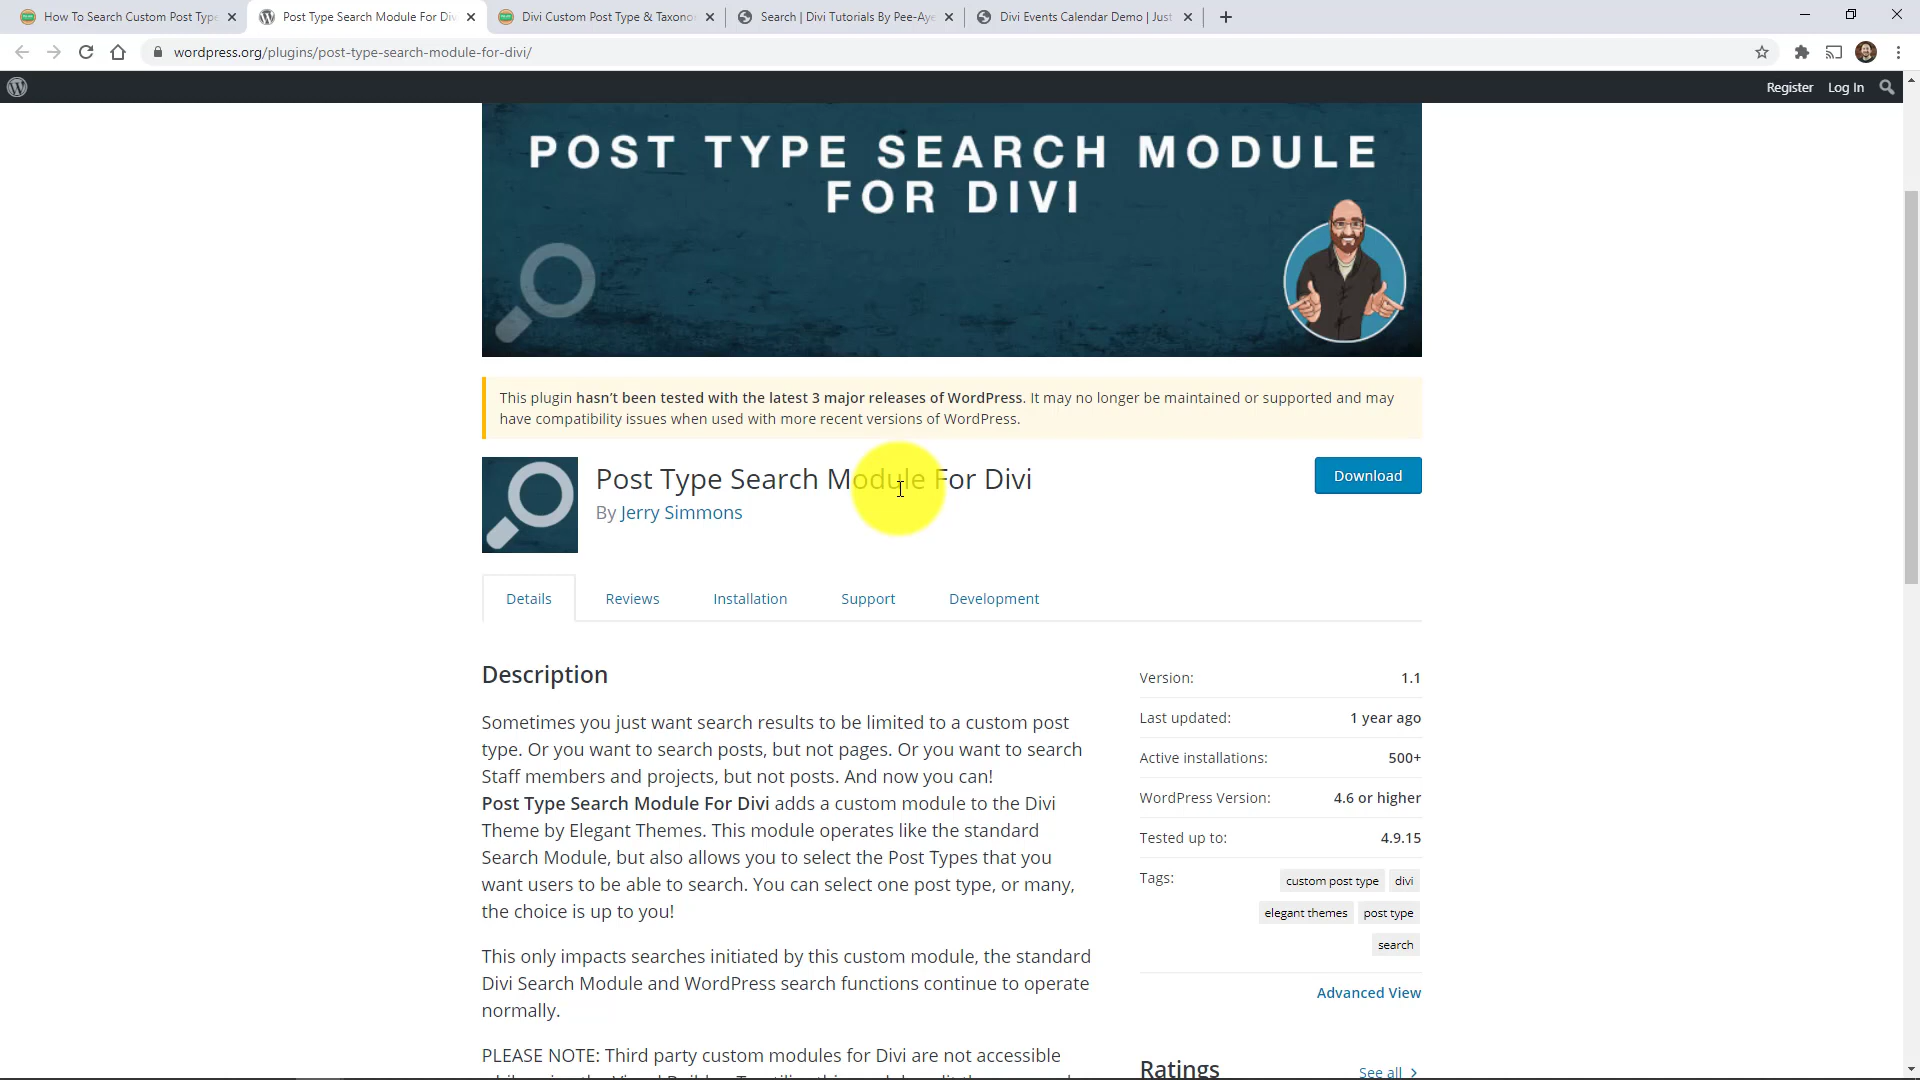 How To Search Custom Post Type
Post Type Search Module For Divi
Divi Custom Post Type & Taxono
Search | Divi Tutorials By Pee-Aye
Divi Events Calendar Demo | Just
wordpress.org/plugins/post-type-search-module-for-divi/
Register Log In
POST TYPE SEARCH MODULE
FOR DIVI
This plugin hasn't been tested with the latest 3 major releases of WordPress. It may no longer be maintained or supported and may
have compatibility issues when used with more recent versions of WordPress.
Post Type Search Module For Divi
Download
By Jerry Simmons
Details Reviews Installation Support Development
Description
Sometimes you just want search results to be limited to a custom post
type. Or you want to search posts, but not pages. Or you want to search
Staff members and projects, but not posts. And now you can!
Post Type Search Module For Divi adds a custom module to the Divi
Theme by Elegant Themes. This module operates like the standard
Search Module, but also allows you to select the Post Types that you
want users to be able to search. You can select one post type, or many,
the choice is up to you!
This only impacts searches initiated by this custom module, the standard
Divi Search Module and WordPress search functions continue to operate
normally.
PLEASE NOTE: Third party custom modules for Divi are not accessible
Version: 1.1
Last updated: 1 year ago
Active installations: 500+
WordPress Version: 4.6 or higher
Tested up to: 4.9.15
Tags: custom post type divi
elegant themes post type
search
Advanced View
Ratings See all